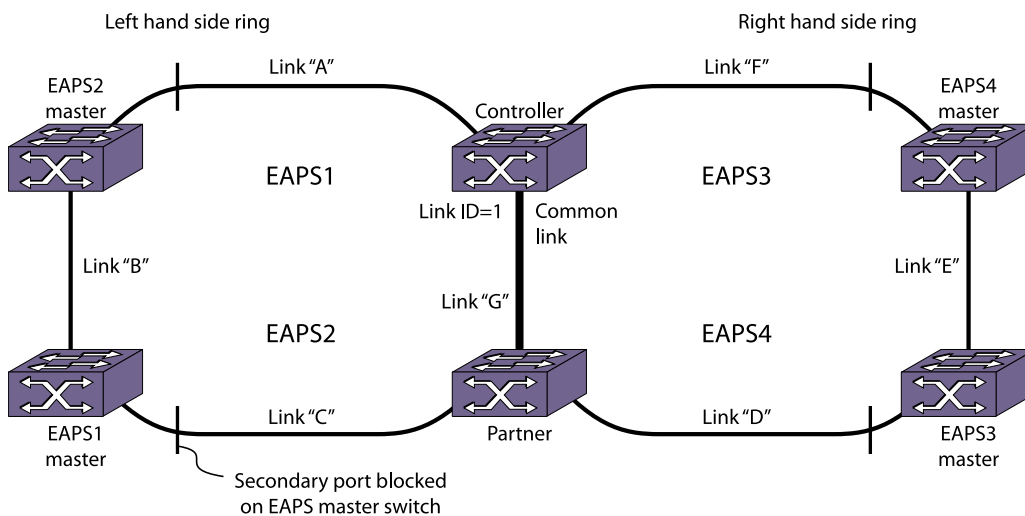 Left hand side ring
Right hand side ring
Link “A”
Link “F”
EAPS2
master
Controller
EAPS4
master
EAPS1
EAPS3
Link ID=1
Common
link
Link “B”
Link “E”
Link “G”
EAPS2
EAPS4
Link “C”
Link “D”
EAPS1
master
Partner
EAPS3
master
Secondary port blocked
on EAPS master switch